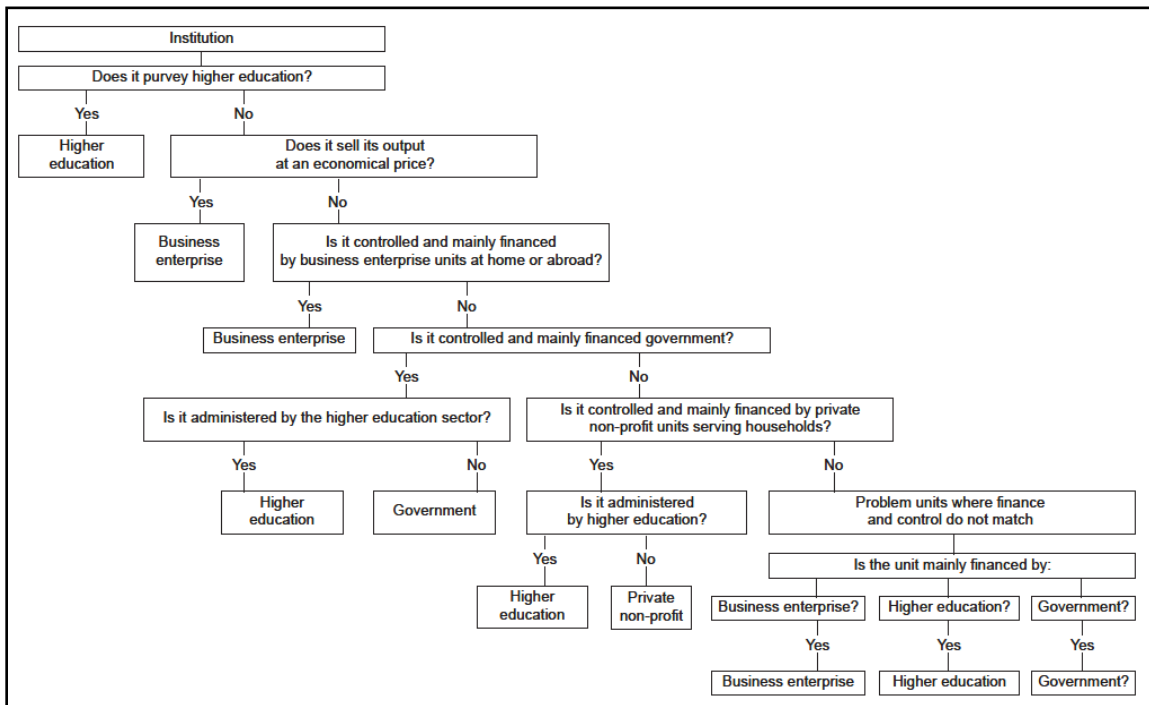 Institution
Does it purvey higher education?
Yes
No
Higher
education
Does it sell its output
at an economical price?
Yes
No
Business
enterprise
Is it controlled and mainly financed
by business enterprise units at home or abroad?
Yes
No
Business enterprise
Is it controlled and mainly financed government?
Yes
No
Is it administered by the higher education sector?
Is it controlled and mainly financed by private
non-profit units serving households?
Yes
No
Yes
No
Higher
education
Government
Is it administered
by higher education?
Problem units where finance
and control do not match
Yes
No
Is the unit mainly financed by:
Higher
education
Private
non-profit
Business enterprise?
Higher education?
Government?
Yes
Yes
Yes
Business enterprise
Higher education
Government?